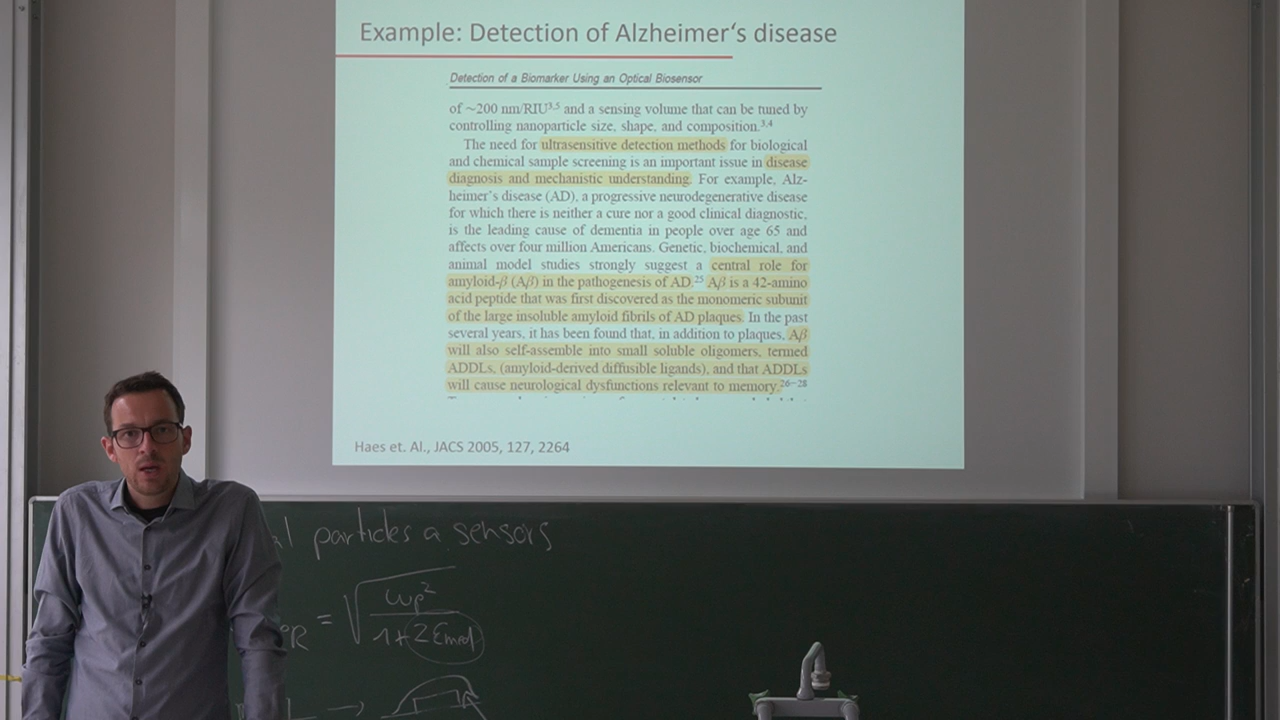 Example: Detection of Alzheimer‘s disease
Detection of a Biomarker Using an Optical Biosensor
of ~200 nm/RIU3,5 and a sensing volume that can be tuned by
controlling nanoparticle size, shape, and composition.3,4
The need for ultrasensitive detection methods for biological
and chemical sample screening is an important issue in disease
diagnosis and mechanistic understanding. For example, Alz-
heimer's disease (AD), a progressive neurodegenerative disease
for which there is neither a cure nor a good clinical diagnostic,
is the leading cause of dementia in people over age 65 and
affects over four million Americans. Genetic, biochemical, and
animal model studies strongly suggest a central role for
amyloid-β (Aβ) in the pathogenesis of AD.25 Aβ is a 42-amino
acid peptide that was first discovered as the monomeric subunit
of the large insoluble amyloid fibrils of AD plaques. In the past
several years, it has been found that, in addition to plaques, Aβ
will also self-assemble into small soluble oligomers, termed
ADDLs, (amyloid-derived diffusible ligands), and that ADDLs
will cause neurological dysfunctions relevant to memory.26-28
Haes et. Al., JACS 2005, 127, 2264
particles a sensors
= √ωp²
1+2εmed